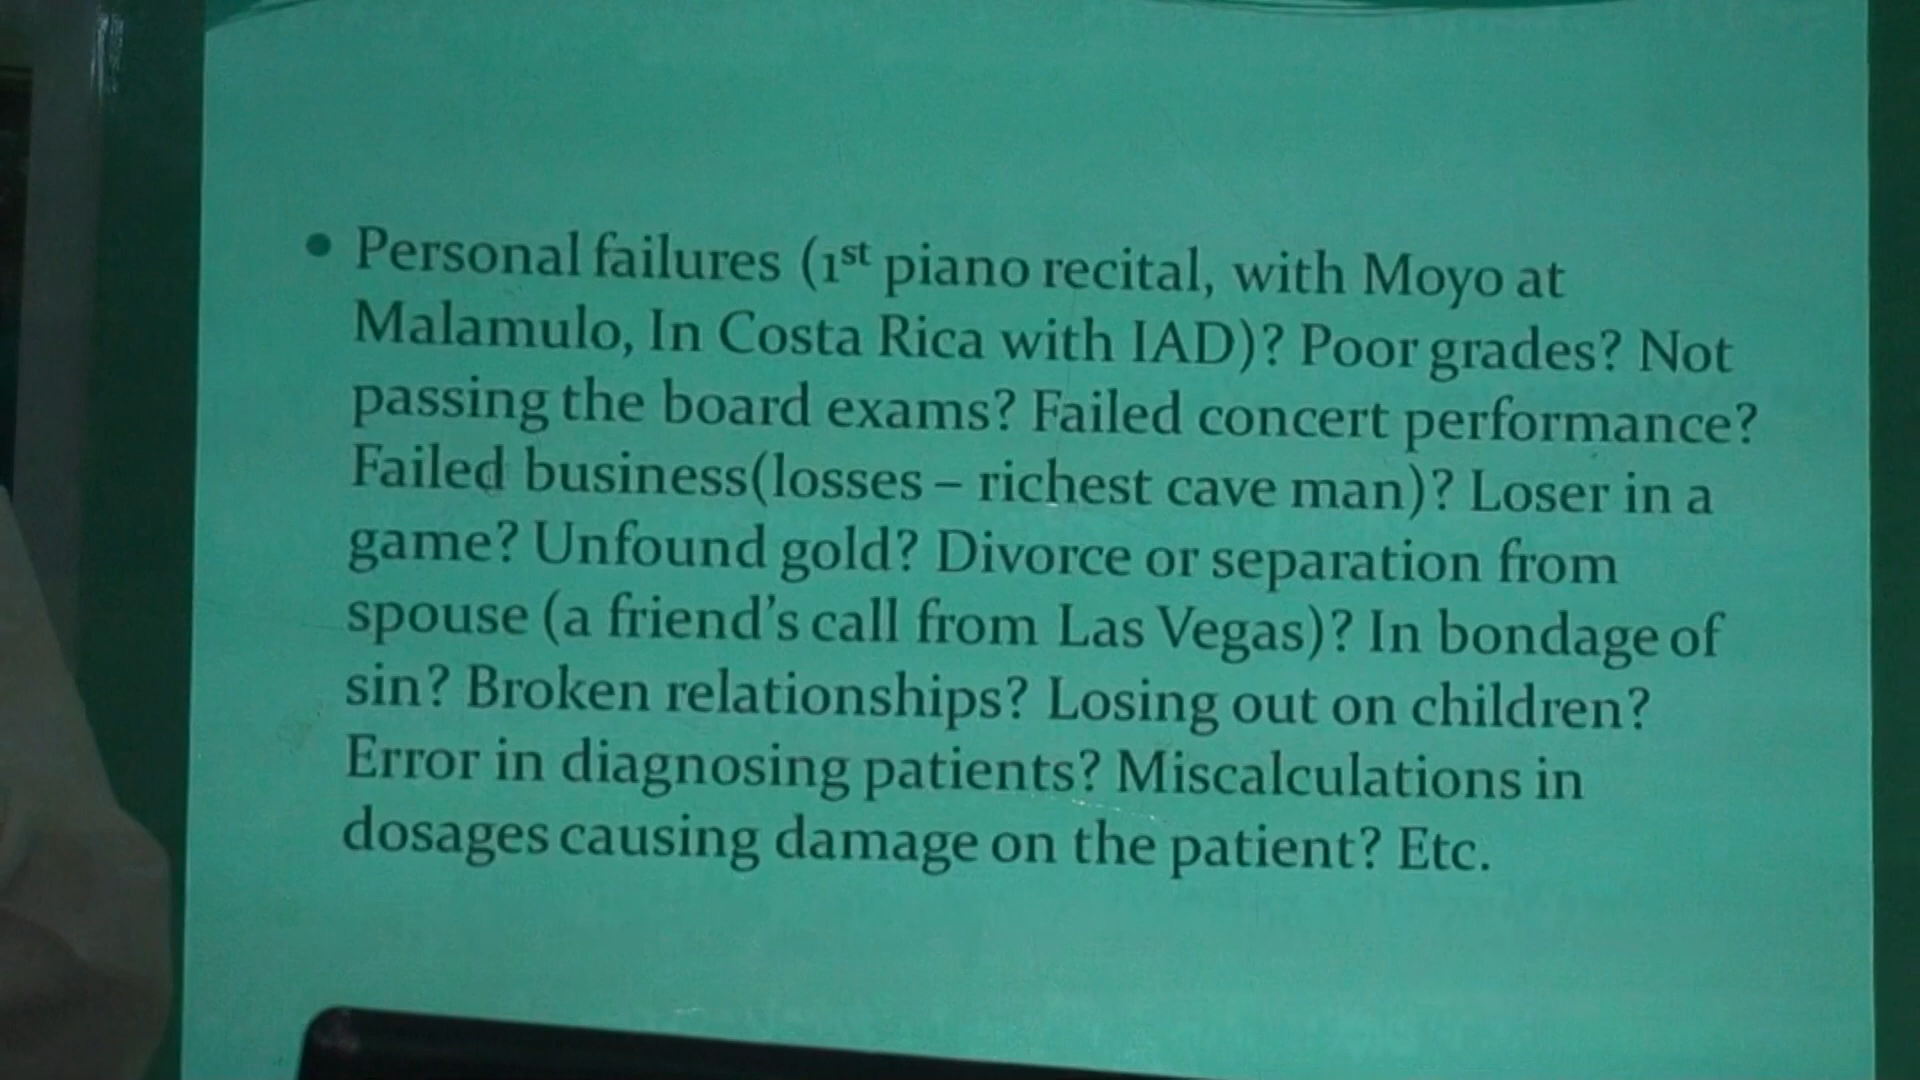 • Personal failures (1st piano recital, with Moyo at
Malamulo, In Costa Rica with IAD)? Poor grades? Not
passing the board exams? Failed concert performance?
Failed business(losses – richest cave man)? Loser in a
game? Unfound gold? Divorce or separation from
spouse (a friend's call from Las Vegas)? In bondage of
sin? Broken relationships? Losing out on children?
Error in diagnosing patients? Miscalculations in
dosages causing damage on the patient? Etc.